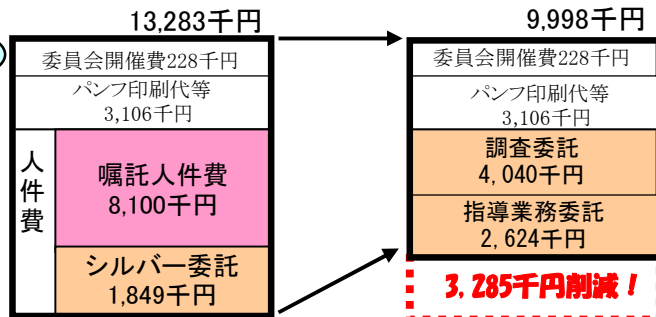 13,283千円
委員会開催費228千円
パンフ印刷代等
3,106千円
人件費
嘱託人件費
8,100千円
シルバー委託
1,849千円
9,998千円
委員会開催費228千円
パンフ印刷代等
3,106千円
調査委託
4,040千円
指導業務委託
2,624千円
3,285千円削減!